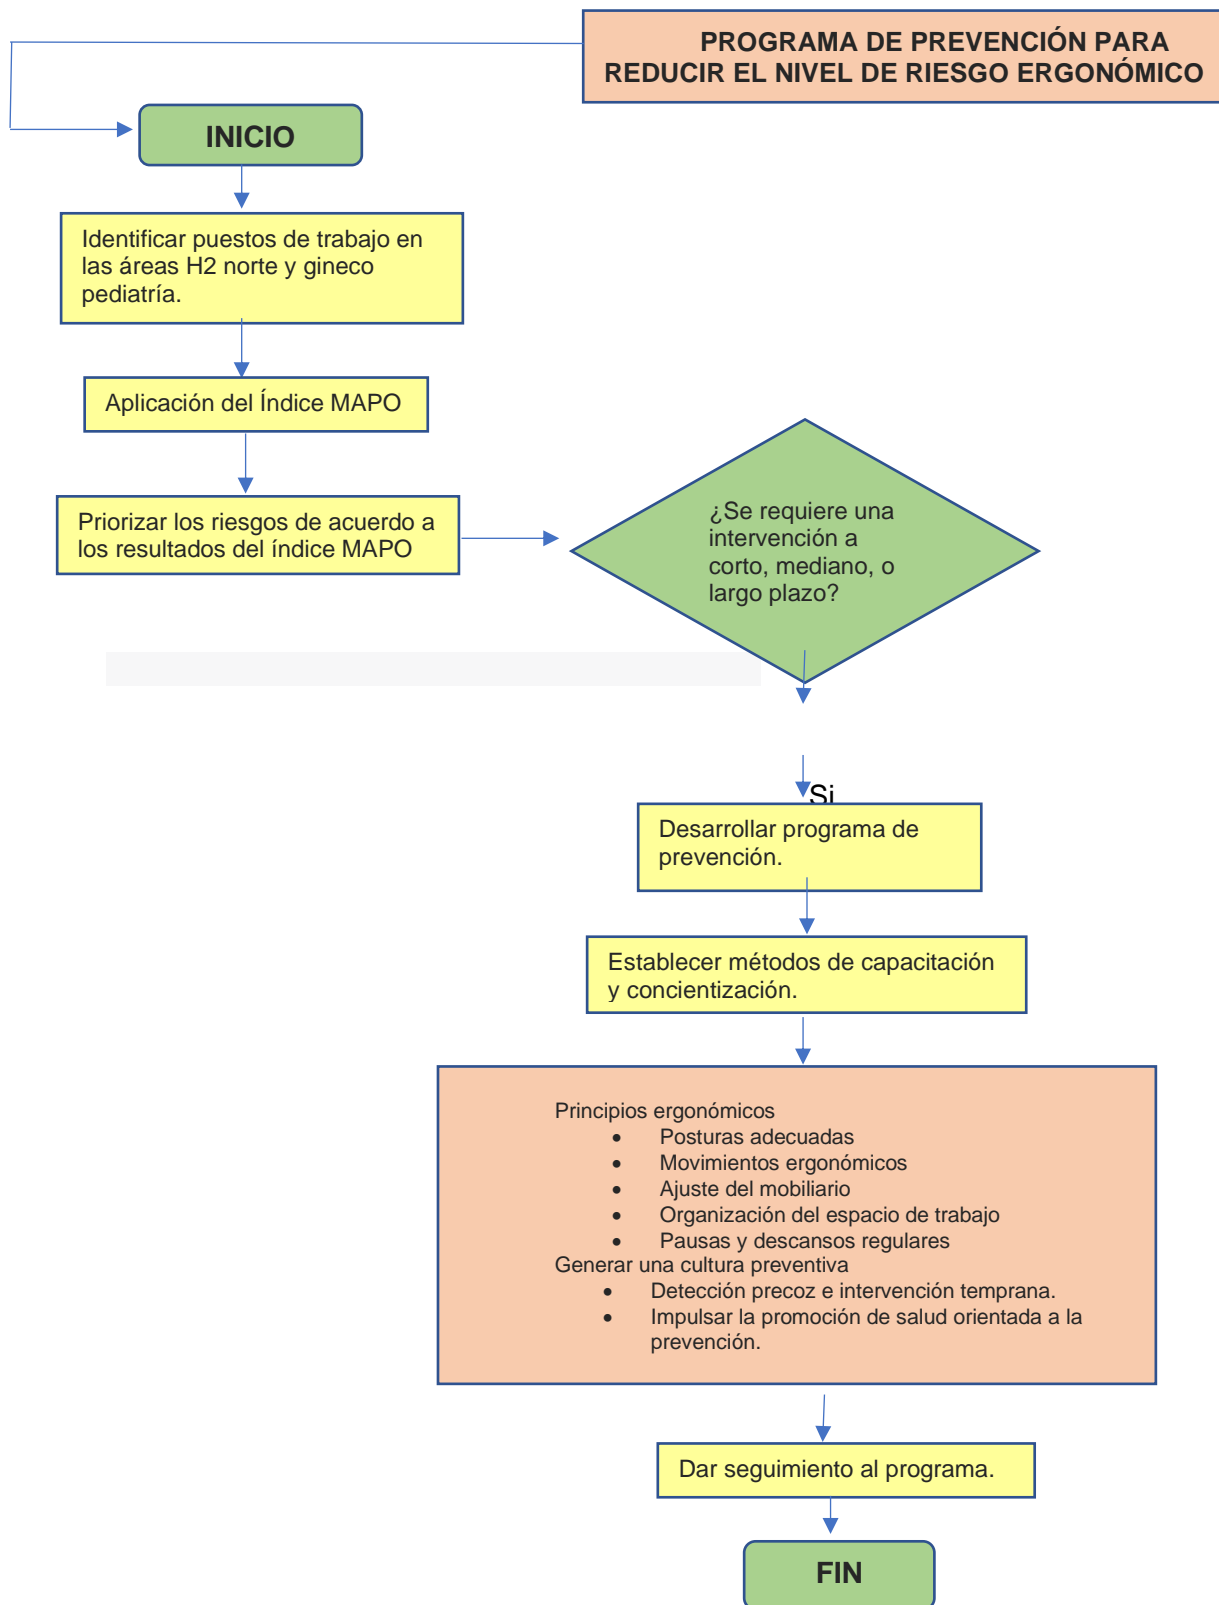 PROGRAMA DE PREVENCIÓN PARA
REDUCIR EL NIVEL DE RIESGO ERGONÓMICO
INICIO
Identificar puestos de trabajo en
las áreas H2 norte y gineco
pediatría.
Aplicación del Índice MAPO
Priorizar los riesgos de acuerdo a
los resultados del índice MAPO
¿Se requiere una
intervención a
corto, mediano, o
largo plazo?
Si
Desarrollar programa de
prevención.
Establecer métodos de capacitación
y concientización.
Principios ergonómicos
• Posturas adecuadas
• Movimientos ergonómicos
• Ajuste del mobiliario
• Organización del espacio de trabajo
• Pausas y descansos regulares
Generar una cultura preventiva
• Detección precoz e intervención temprana.
• Impulsar la promoción de salud orientada a la
prevención.
Dar seguimiento al programa.
FIN